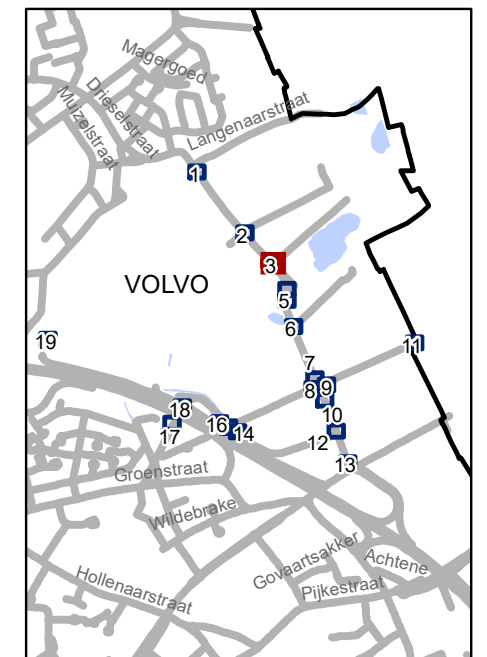 Magergoed
Drieselstraat
Muizelstraat
Langenaarstraat
1
2
3
VOLVO
5
6
19
11
7
8
9
18
10
16
17
14
12
13
Groenstraat
Wildebrake
Govaartsakker
Achtene
Hollenaarstraat
Pijkestraat